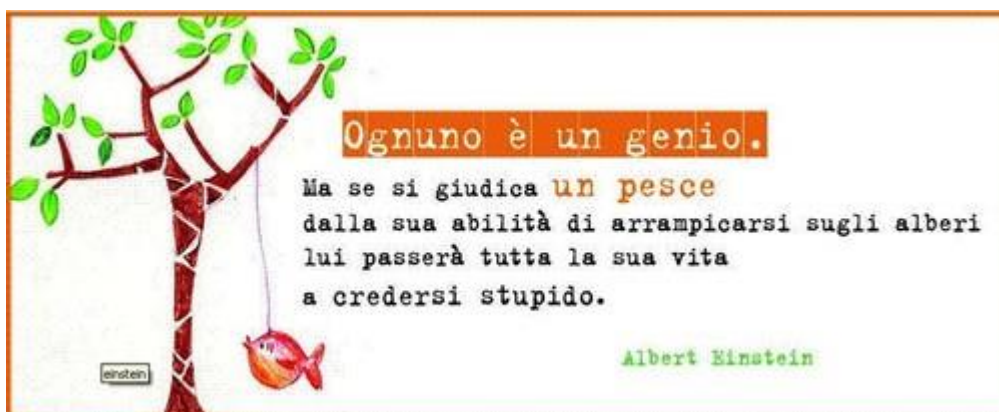 Ognuno è un genio.
Ma se si giudica un pesce
dalla sua abilità di arrampicarsi sugli alberi
lui passerà tutta la sua vita
a credersi stupido.
Albert Einstein
einstein